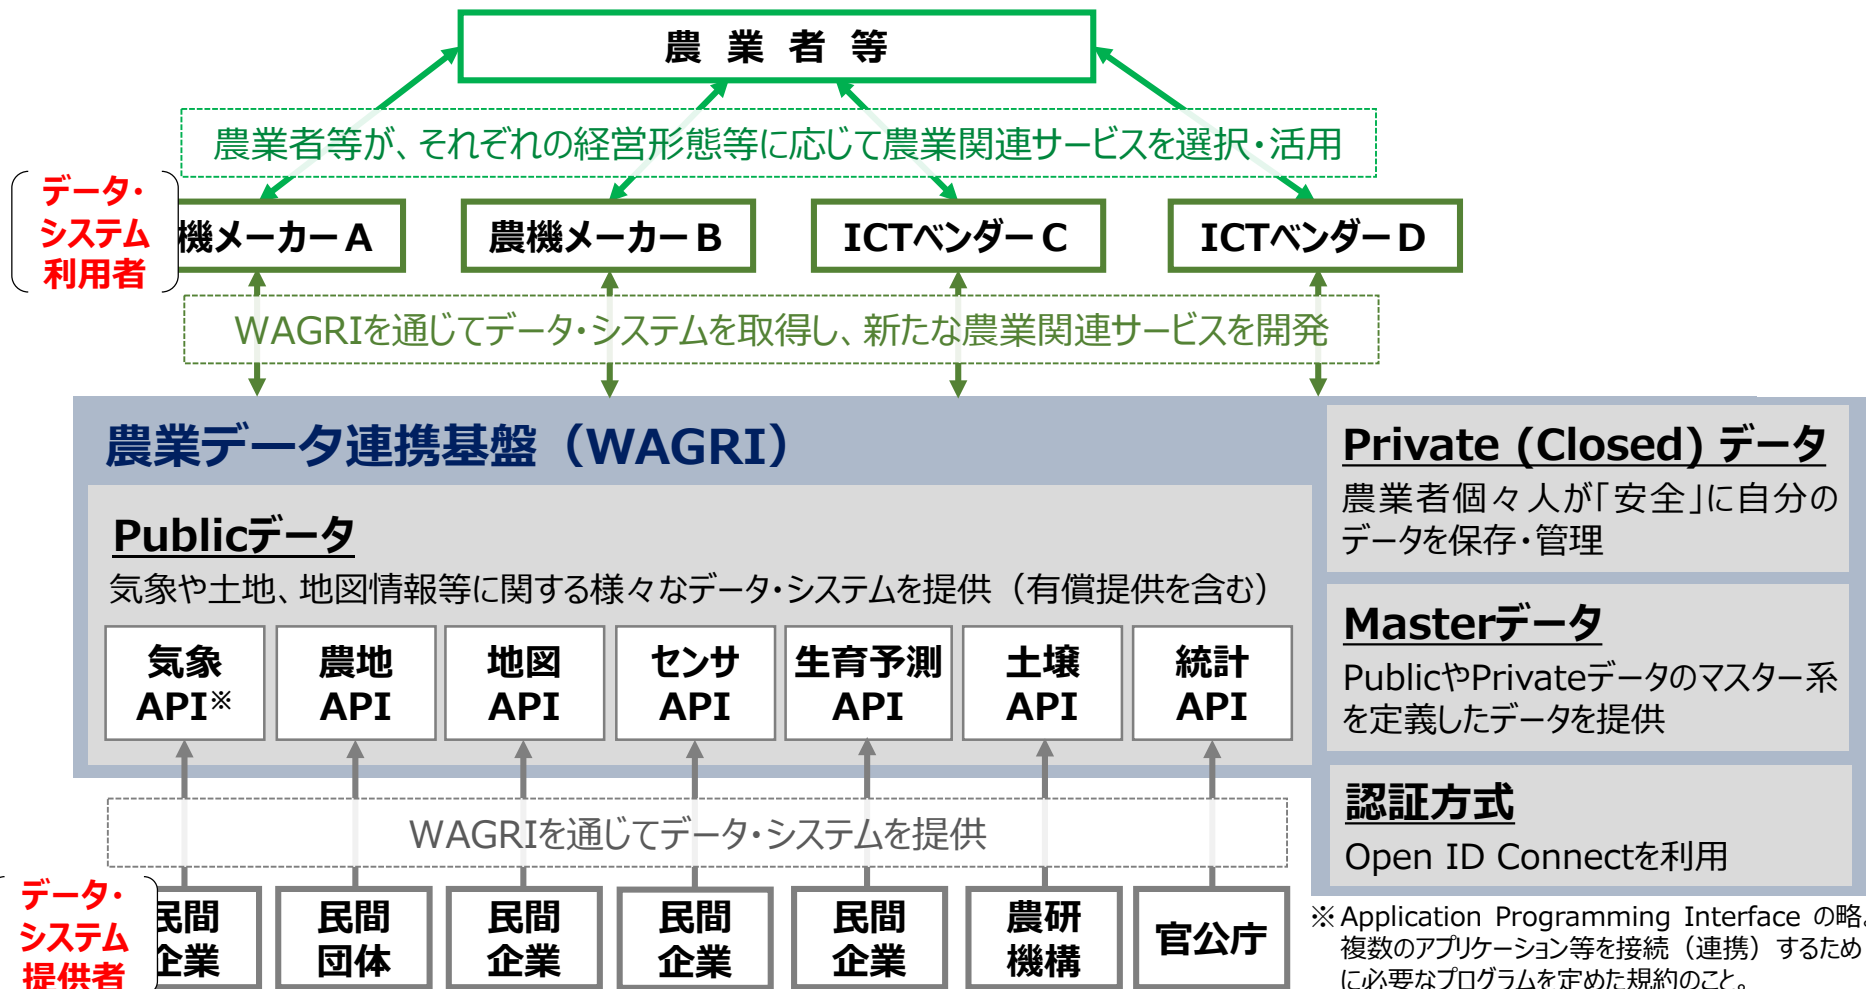 農業者等
農業者等が、それぞれの経営形態等に応じて農業関連サービスを選択・活用
データ・
システム
利用者
機メーカーA
農機メーカーB
ICTベンダーC
ICTベンダーD
WAGRIを通じてデータ・システムを取得し、新たな農業関連サービスを開発
農業データ連携基盤（WAGRI）
Publicデータ
気象や土地、地図情報等に関する様々なデータ・システムを提供（有償提供を含む）
気象
API※
農地
API
地図
API
センサ
API
生育予測
API
土壌
API
統計
API
Private (Closed) データ
農業者個々人が「安全」に自分の
データを保存・管理
Masterデータ
PublicやPrivateデータのマスター系
を定義したデータを提供
認証方式
Open ID Connectを利用
WAGRIを通じてデータ・システムを提供
データ・
システム
提供者
民間
企業
民間
団体
民間
企業
民間
企業
民間
企業
農研
機構
官公庁
※Application Programming Interface の略。
複数のアプリケーション等を接続（連携）するため
に必要なプログラムを定めた規約のこと。